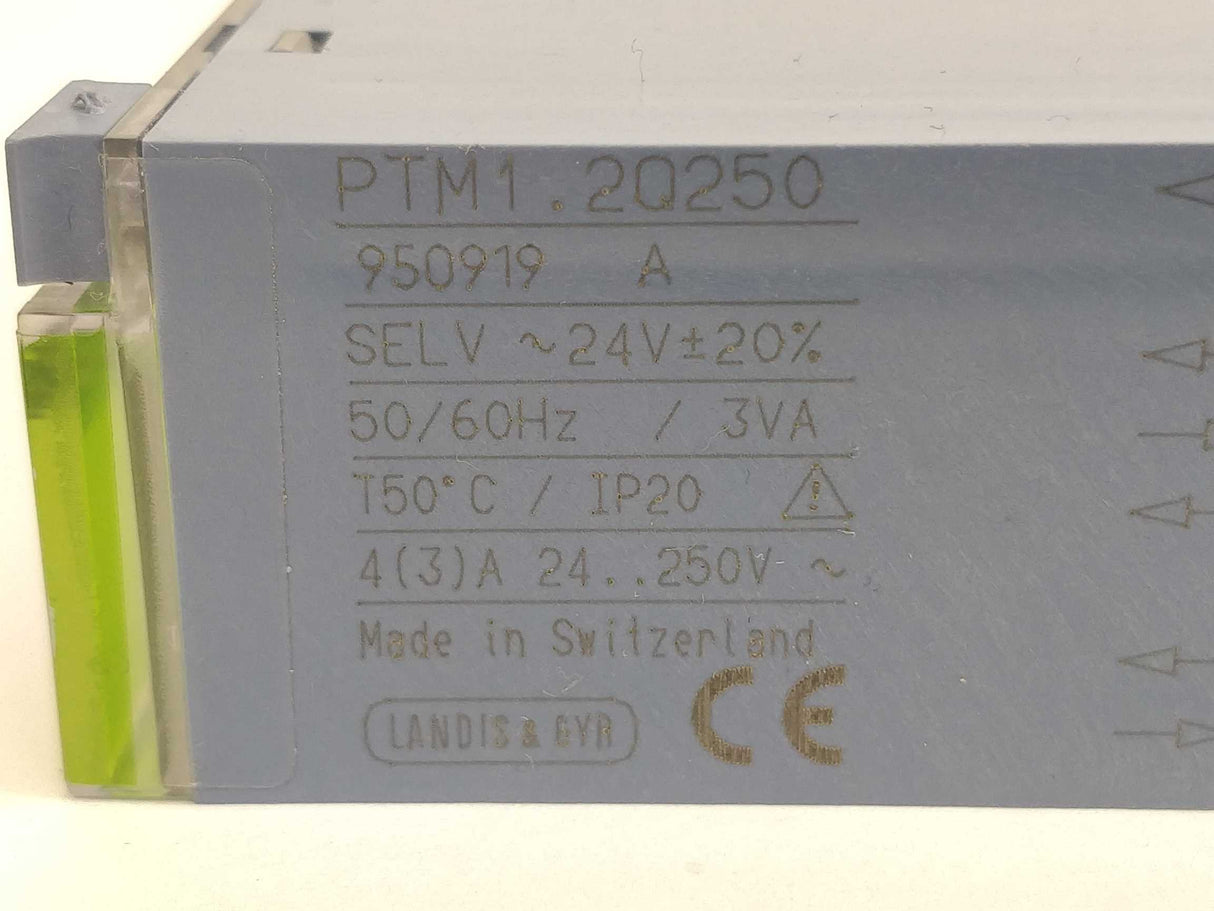 PTM1.2Q250
950919 A
SELV ~24V±20%
50/60Hz / 3VA
T50°C / IP20
4(3)A 24..250V ~
Made in Switzerland
LANDIS & GYR CE